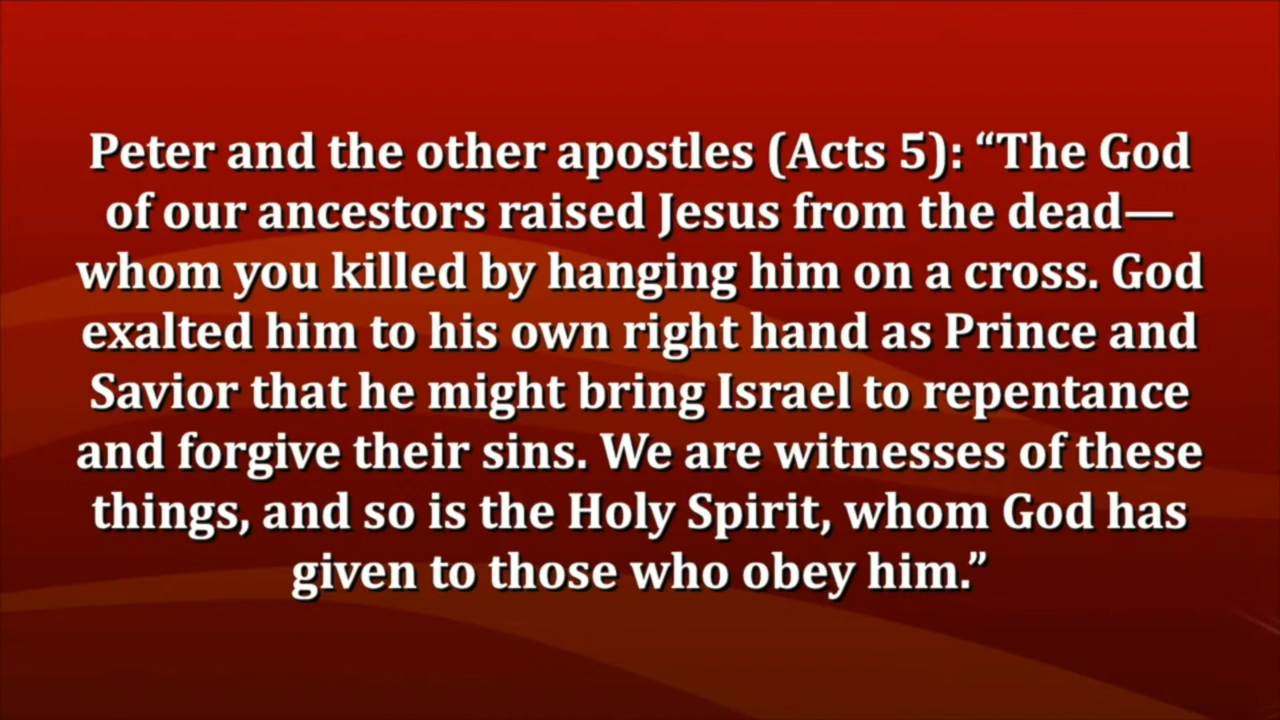 Peter and the other apostles (Acts 5): “The God
of our ancestors raised Jesus from the dead—
whom you killed by hanging him on a cross. God
exalted him to his own right hand as Prince and
Savior that he might bring Israel to repentance
and forgive their sins. We are witnesses of these
things, and so is the Holy Spirit, whom God has
given to those who obey him.”